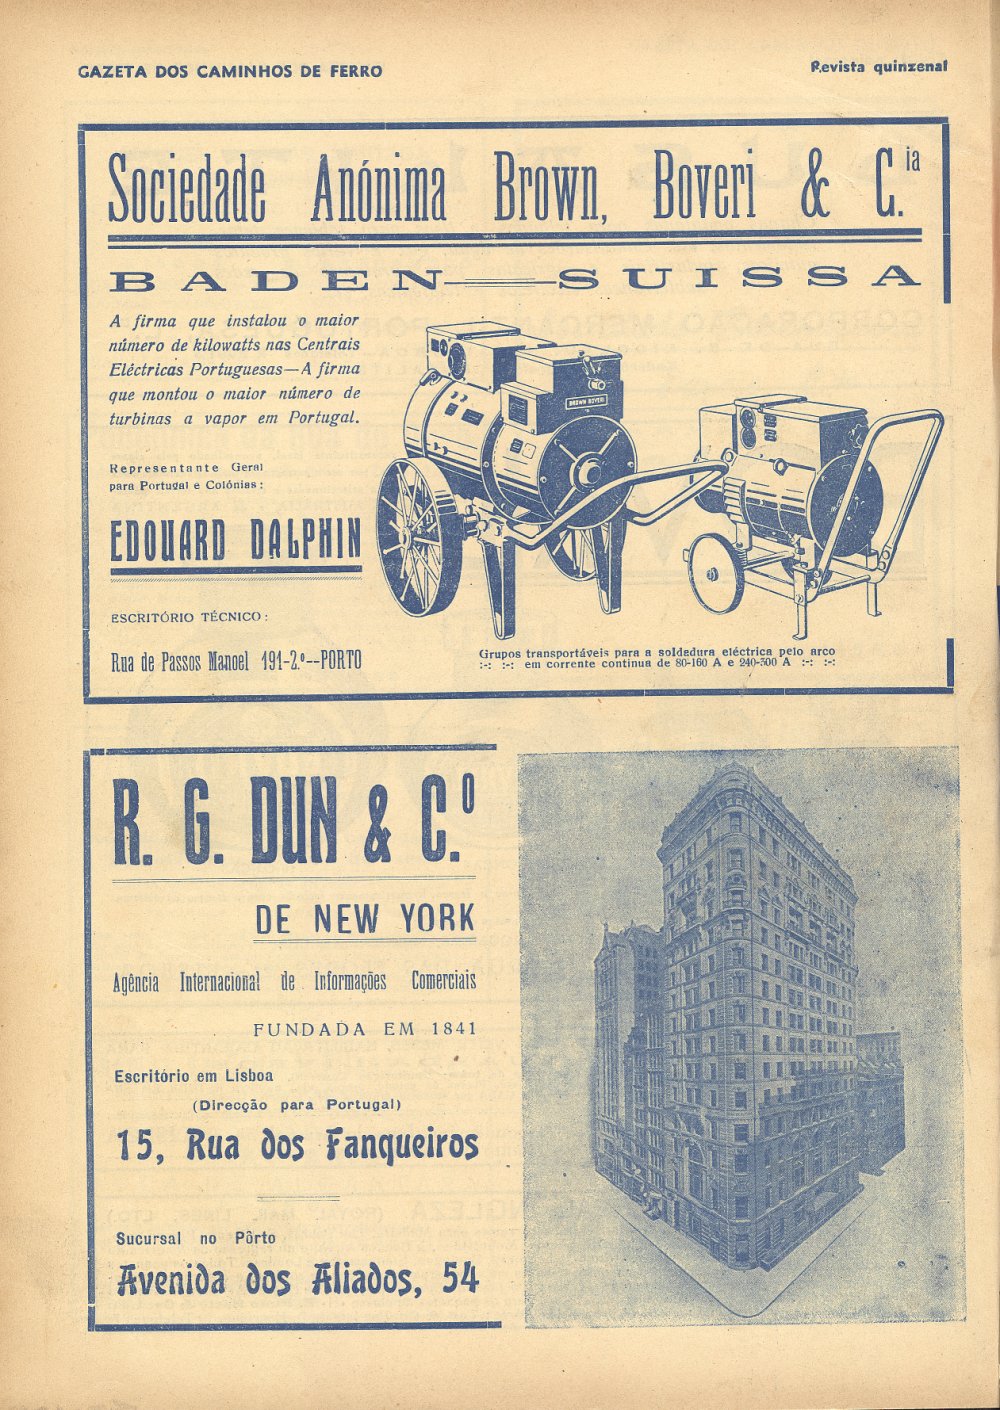 GAZETA DOS CAMINHOS DE FERRO
Revista quinzenal
Sociedade Anónima Brown, Boveri & C.ia
BADEN—SUISSA
A firma que instalou o maior
número de kilowatts nas Centrais
Eléctricas Portuguesas—A firma
que montou o maior número de
turbinas a vapor em Portugal.
Representante Geral
para Portugal e Colónias:
EDOUARD DALPHIN
ESCRITÓRIO TÉCNICO:
Rua de Passos Manoel 191-2.º--PORTO
BROWN BOVERI
Grupos transportáveis para a soldadura eléctrica pelo arco
:-: :-: em corrente continua de 80-160 A e 240-300 A :-: :-:
R. G. DUN & C.º
DE NEW YORK
Agência Internacional de Informações Comerciais
FUNDADA EM 1841
Escritório em Lisboa
(Direcção para Portugal)
15, Rua dos Fanqueiros
Sucursal no Pôrto
Avenida dos Aliados, 54